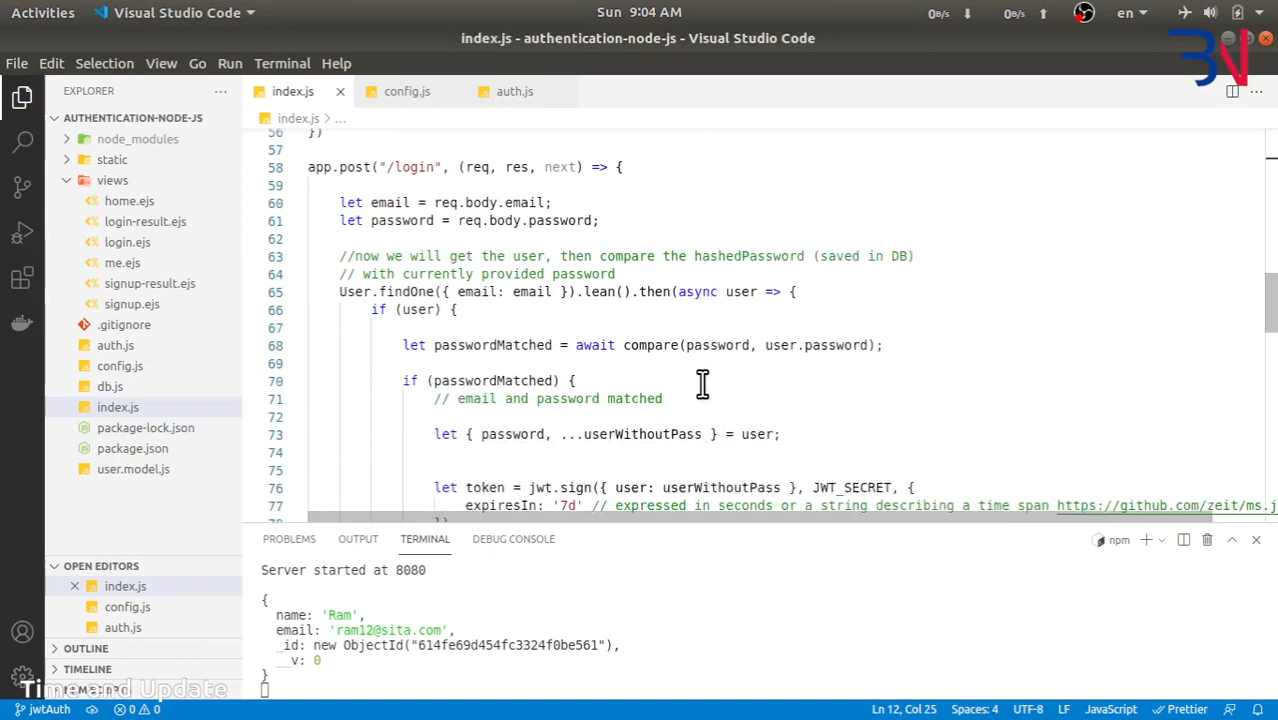 Activities Visual Studio Code Sun 9:04 AM 0B/s 0B/s en
index.js - authentication-node-js - Visual Studio Code
File Edit Selection View Go Run Terminal Help
EXPLORER
AUTHENTICATION-NODE-JS
node_modules
static
views
home.ejs
login-result.ejs
login.ejs
me.ejs
signup-result.ejs
signup.ejs
.gitignore
auth.js
config.js
db.js
index.js
package-lock.json
package.json
user.model.js
OPEN EDITORS
index.js
config.js
auth.js
OUTLINE
TIMELINE
index.js config.js auth.js
index.js > ...
56 })
57
58 app.post("/login", (req, res, next) => {
59
60 let email = req.body.email;
61 let password = req.body.password;
62
63 //now we will get the user, then compare the hashedPassword (saved in DB)
64 // with currently provided password
65 User.findOne({ email: email }).lean().then(async user => {
66 if (user) {
67
68 let passwordMatched = await compare(password, user.password);
69
70 if (passwordMatched) {
71 // email and password matched
72
73 let { password, ...userWithoutPass } = user;
74
75
76 let token = jwt.sign({ user: userWithoutPass }, JWT_SECRET, {
77 expiresIn: '7d' // expressed in seconds or a string describing a time span https://github.com/zeit/ms.j
78 })
PROBLEMS OUTPUT TERMINAL DEBUG CONSOLE npm
Server started at 8080
{
name: 'Ram',
email: 'ram12@sita.com',
_id: new ObjectId("614fe69d454fc3324f0be561"),
__v: 0
}
Time and Update
jwtAuth 0 0 Ln 12, Col 25 Spaces: 4 UTF-8 LF JavaScript Prettier
BN